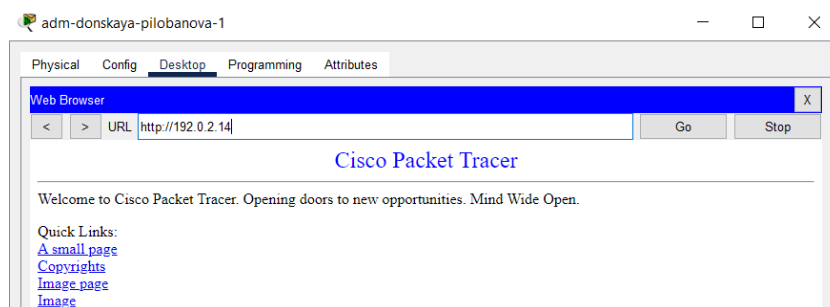 adm-donskaya-pilobanova-1
Physical Config Desktop Programming Attributes
Web Browser X
< > URL http://192.0.2.14 Go Stop
Cisco Packet Tracer
Welcome to Cisco Packet Tracer. Opening doors to new opportunities. Mind Wide Open.
Quick Links:
A small page
Copyrights
Image page
Image